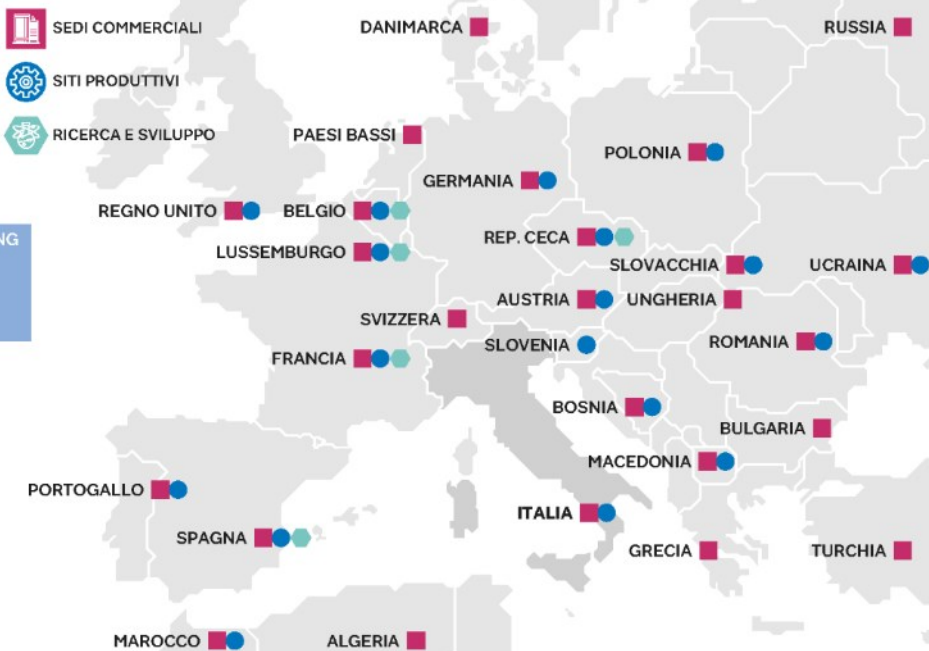 SEDI COMMERCIALI
SITI PRODUTTIVI
RICERCA E SVILUPPO
NG
DANIMARCA
RUSSIA
PAESI BASSI
POLONIA
GERMANIA
REGNO UNITO
BELGIO
REP. CECA
LUSSEMBURGO
SLOVACCHIA
UCRAINA
AUSTRIA
UNGHERIA
SVIZZERA
SLOVENIA
ROMANIA
FRANCIA
BOSNIA
BULGARIA
MACEDONIA
PORTOGALLO
ITALIA
SPAGNA
GRECIA
TURCHIA
MAROCCO
ALGERIA